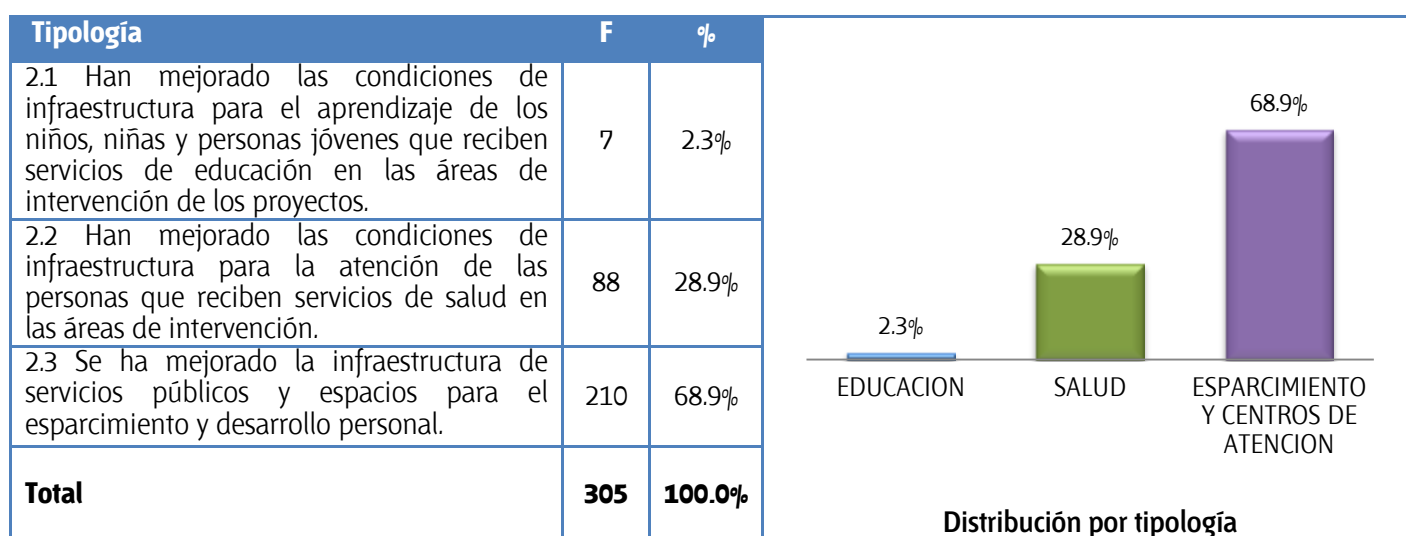 Tipología F %
2.1 Han mejorado las condiciones de
infraestructura para el aprendizaje de los
niños, niñas y personas jóvenes que reciben
servicios de educación en las áreas de
intervención de los proyectos.
7 2.3%
2.2 Han mejorado las condiciones de
infraestructura para la atención de las
personas que reciben servicios de salud en
las áreas de intervención.
88 28.9%
2.3 Se ha mejorado la infraestructura de
servicios públicos y espacios para el
esparcimiento y desarrollo personal.
210 68.9%
Total 305 100.0%
68.9%
28.9%
2.3%
EDUCACION SALUD ESPARCIMIENTO
Y CENTROS DE
ATENCION
Distribución por tipología